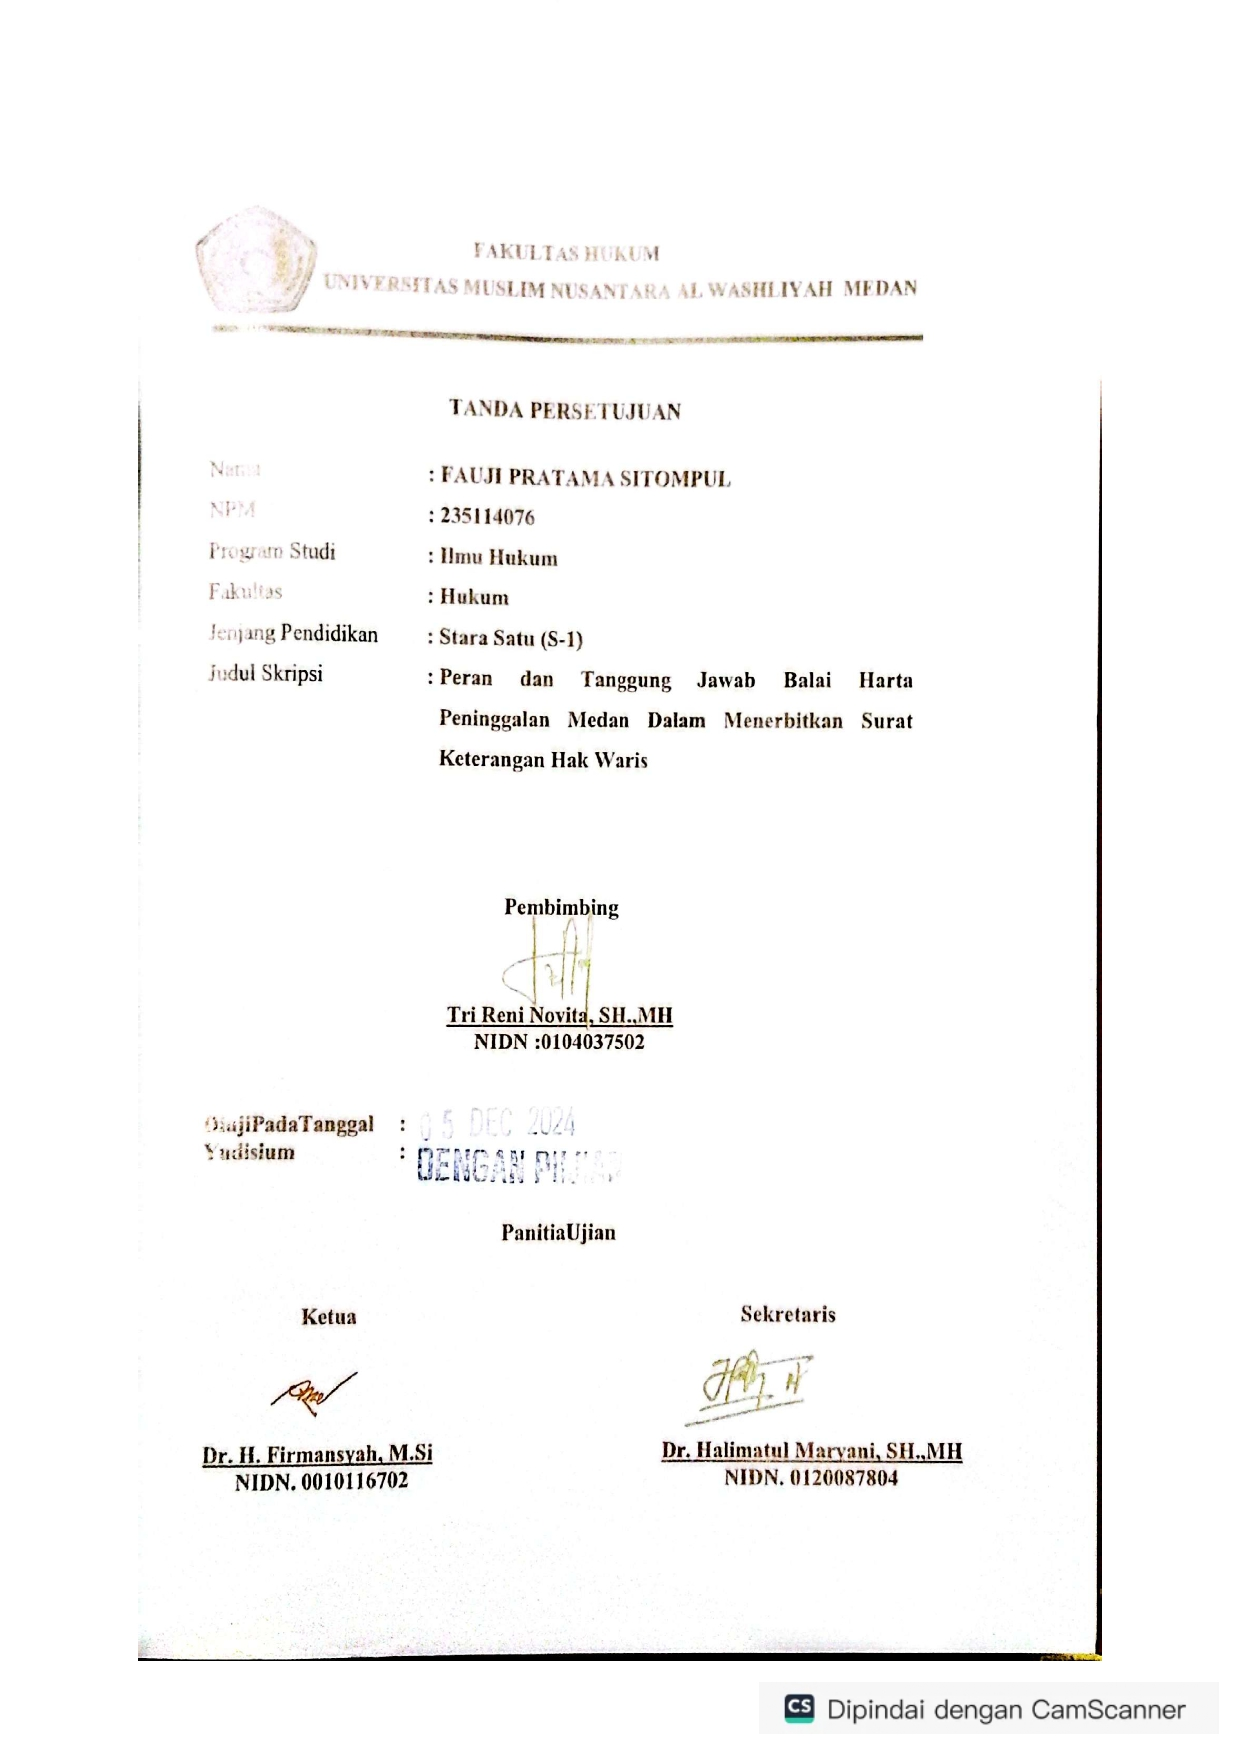 FAKULTAS HUKUM
UNIVERSITAS MUSLIM NUSANTARA AL WASHLIYAH MEDAN
TANDA PERSETUJUAN
Nama : FAUJI PRATAMA SITOMPUL
NPM : 235114076
Program Studi : Ilmu Hukum
Fakultas : Hukum
Jenjang Pendidikan : Stara Satu (S-1)
Judul Skripsi : Peran dan Tanggung Jawab Balai Harta
Peninggalan Medan Dalam Menerbitkan Surat
Keterangan Hak Waris
Pembimbing
Tri Reni Novita, SH.,MH
NIDN :0104037502
DiujiPadaTanggal : 05 DEC 2024
Yudisium : DENGAN
PanitiaUjian
Ketua
Sekretaris
Dr. H. Firmansyah, M.Si
NIDN. 0010116702
Dr. Halimatul Maryani, SH.,MH
NIDN. 0120087804
CS Dipindai dengan CamScanner